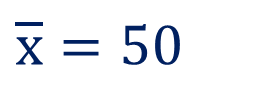 x̅ = 50